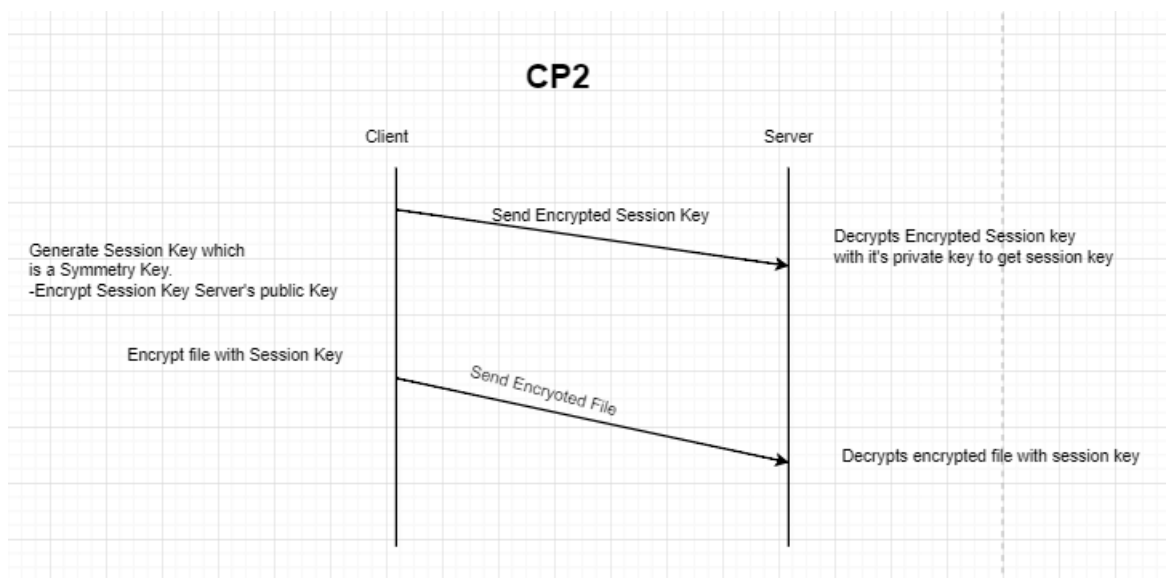 CP2
Client
Server
Send Encrypted Session Key
Generate Session Key which
is a Symmetry Key.
-Encrypt Session Key Server's public Key
Decrypts Encrypted Session key
with it's private key to get session key
Encrypt file with Session Key
Send Encryoted File
Decrypts encrypted file with session key